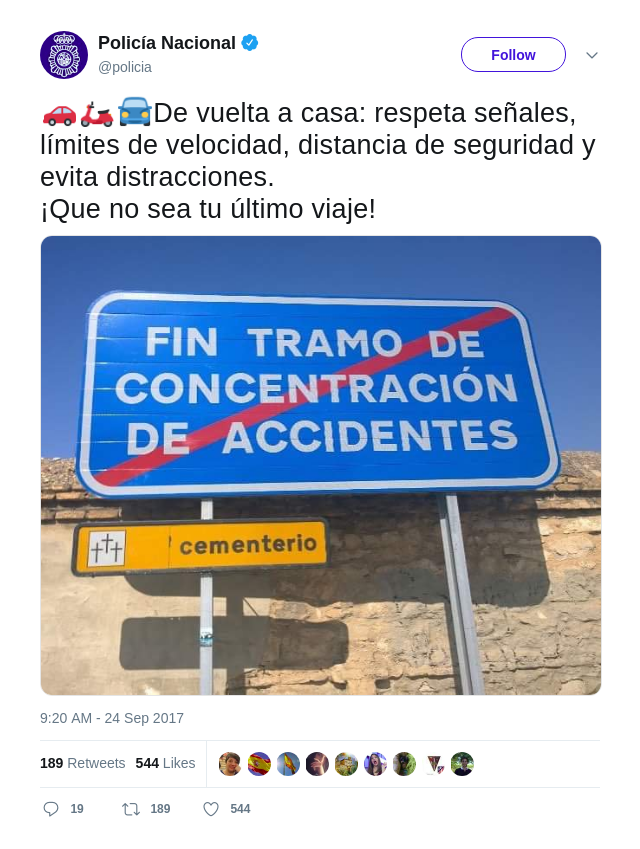 Policía Nacional
@policia
Follow
De vuelta a casa: respeta señales,
límites de velocidad, distancia de seguridad y
evita distracciones.
¡Que no sea tu último viaje!
FIN TRAMO DE
CONCENTRACIÓN
DE ACCIDENTES
cementerio
9:20 AM - 24 Sep 2017
189 Retweets 544 Likes
19 189 544